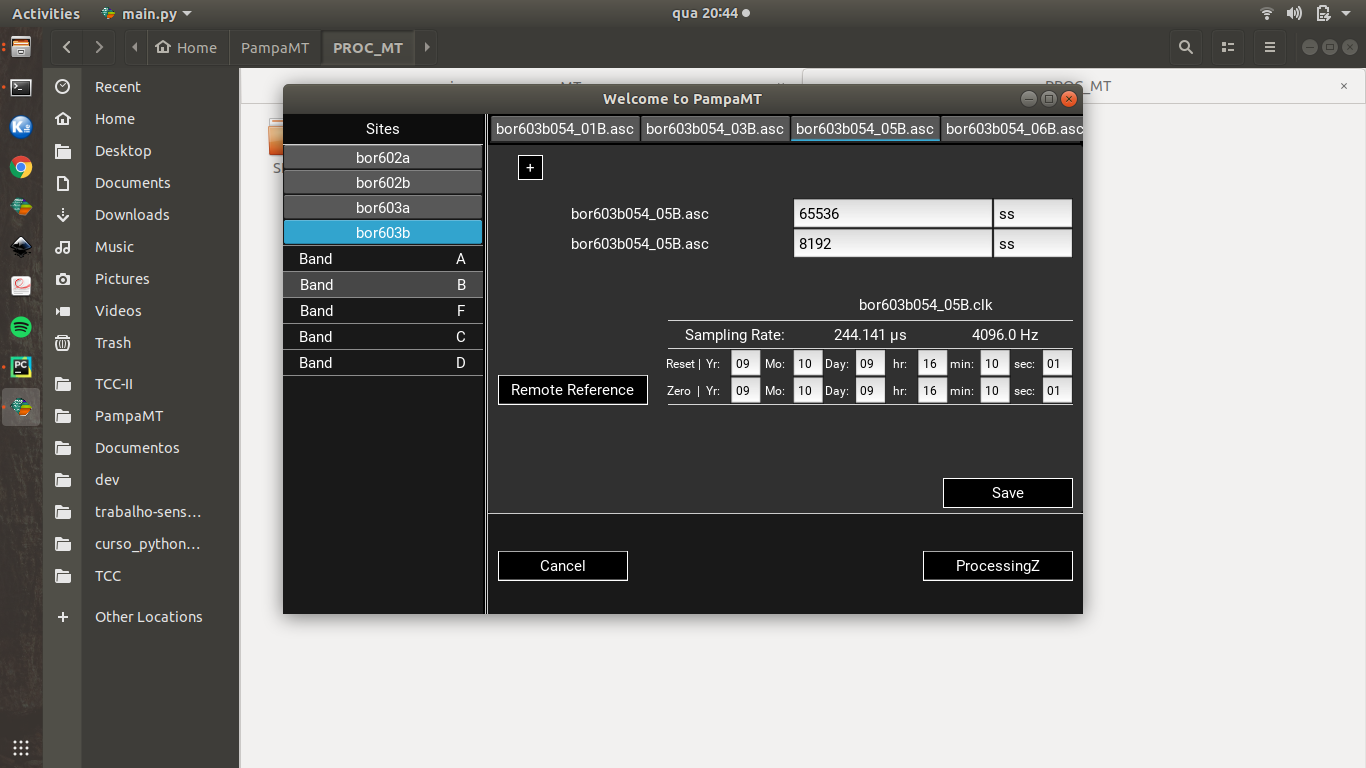 Activities main.py qua 20:44
Home PampaMT PROC_MT
Recent
Home
Desktop
Documents
Downloads
Music
Pictures
Videos
Trash
TCC-II
PampaMT
Documentos
dev
trabalho-sens…
curso_python…
TCC
Other Locations
Welcome to PampaMT
Sites
bor602a
bor602b
bor603a
bor603b
Band A
Band B
Band F
Band C
Band D
bor603b054_01B.asc bor603b054_03B.asc bor603b054_05B.asc bor603b054_06B.asc
+
bor603b054_05B.asc 65536 ss
bor603b054_05B.asc 8192 ss
bor603b054_05B.clk
Sampling Rate: 244.141 µs 4096.0 Hz
Reset | Yr: 09 Mo: 10 Day: 09 hr: 16 min: 10 sec: 01
Zero | Yr: 09 Mo: 10 Day: 09 hr: 16 min: 10 sec: 01
Remote Reference
Save
Cancel ProcessingZ